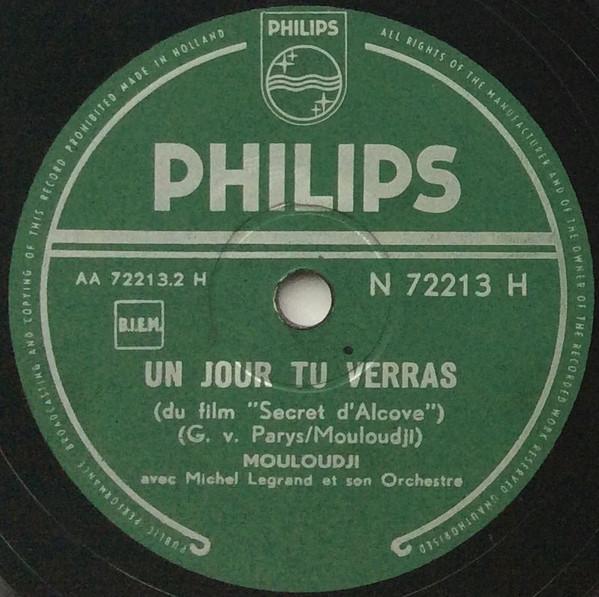 PHILIPS
PHILIPS
AA 72213.2 H
N 72213 H
B.I.E.M.
UN JOUR TU VERRAS
(du film "Secret d'Alcove")
(G. v. Parys/Mouloudji)
MOULOUDJI
avec Michel Legrand et son Orchestre
ALL RIGHTS OF THE MANUFACTURER AND OF THE OWNER OF THE RECORDED WORK RESERVED UNAUTHORISED
PUBLIC PERFORMANCE BROADCASTING AND COPYING OF THIS RECORD PROHIBITED MADE IN HOLLAND